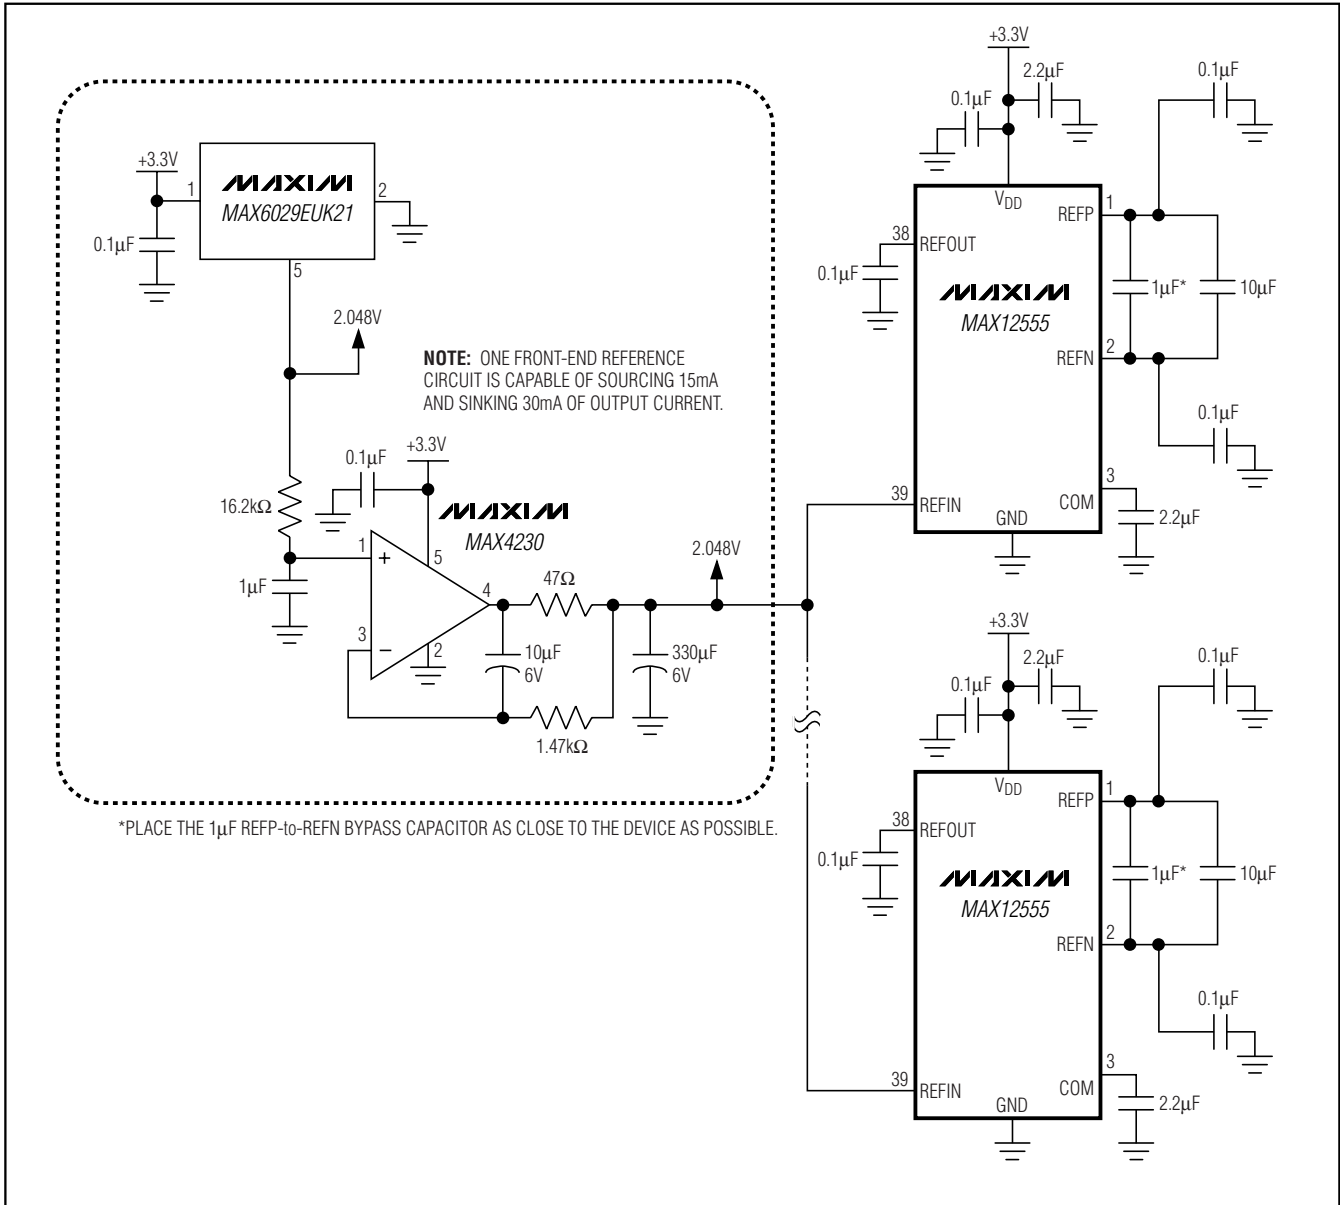 +3.3V
1
MAXIM
MAX6029EUK21
2
0.1µF
5
2.048V
NOTE: ONE FRONT-END REFERENCE
CIRCUIT IS CAPABLE OF SOURCING 15mA
AND SINKING 30mA OF OUTPUT CURRENT.
16.2kΩ
0.1µF
+3.3V
MAXIM
MAX4230
1
+
5
1µF
3
−
2
4
47Ω
10µF
6V
1.47kΩ
330µF
6V
2.048V
*PLACE THE 1µF REFP-to-REFN BYPASS CAPACITOR AS CLOSE TO THE DEVICE AS POSSIBLE.
+3.3V
2.2µF
0.1µF
0.1µF
VDD
REFP
1
38
REFOUT
0.1µF
MAXIM
MAX12555
1µF*
10µF
REFN
2
0.1µF
3
COM
2.2µF
39
REFIN
GND
+3.3V
2.2µF
0.1µF
0.1µF
VDD
REFP
1
38
REFOUT
0.1µF
MAXIM
MAX12555
1µF*
10µF
REFN
2
0.1µF
3
COM
2.2µF
39
REFIN
GND